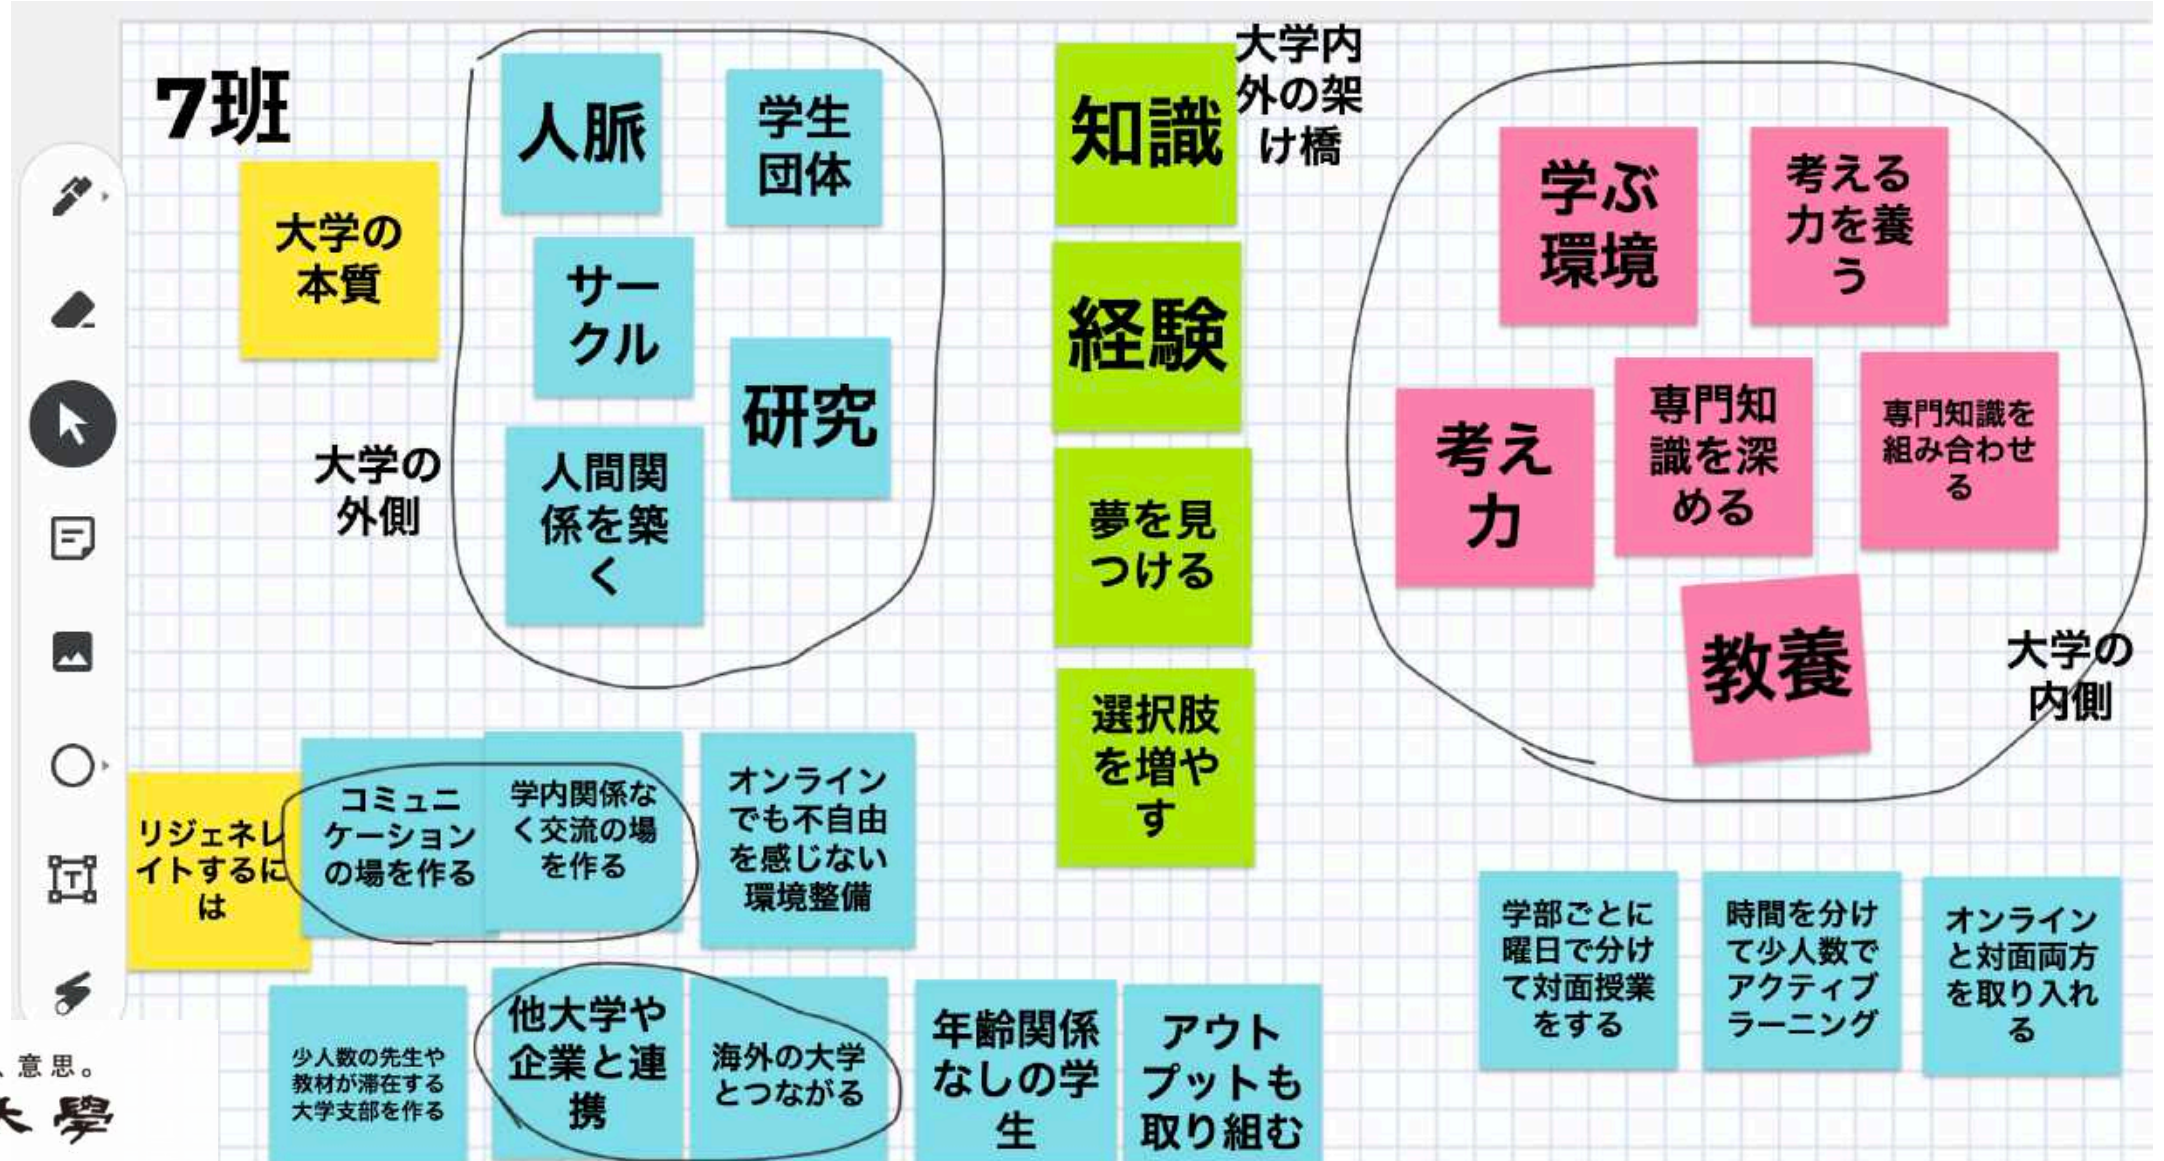 7班
大学の
本質
大学の
外側
人脈
学生
団体
サー
クル
研究
人間関
係を築
く
知識
大学内
外の架
け橋
経験
夢を見
つける
選択肢
を増や
す
学ぶ
環境
考える
力を養
う
考え
力
専門知
識を深
める
専門知識を
組み合わせ
る
教養
大学の
内側
リジェネレ
イトするに
は
コミュニ
ケーション
の場を作る
学内関係な
く交流の場
を作る
オンライン
でも不自由
を感じない
環境整備
少人数の先生や
教材が滞在する
大学支部を作る
他大学や
企業と連
携
海外の大学
とつながる
年齢関係
なしの学
生
アウト
プットも
取り組む
学部ごとに
曜日で分け
て対面授業
をする
時間を分け
て少人数で
アクティブ
ラーニング
オンライン
と対面両方
を取り入れ
る
、意思。
大學